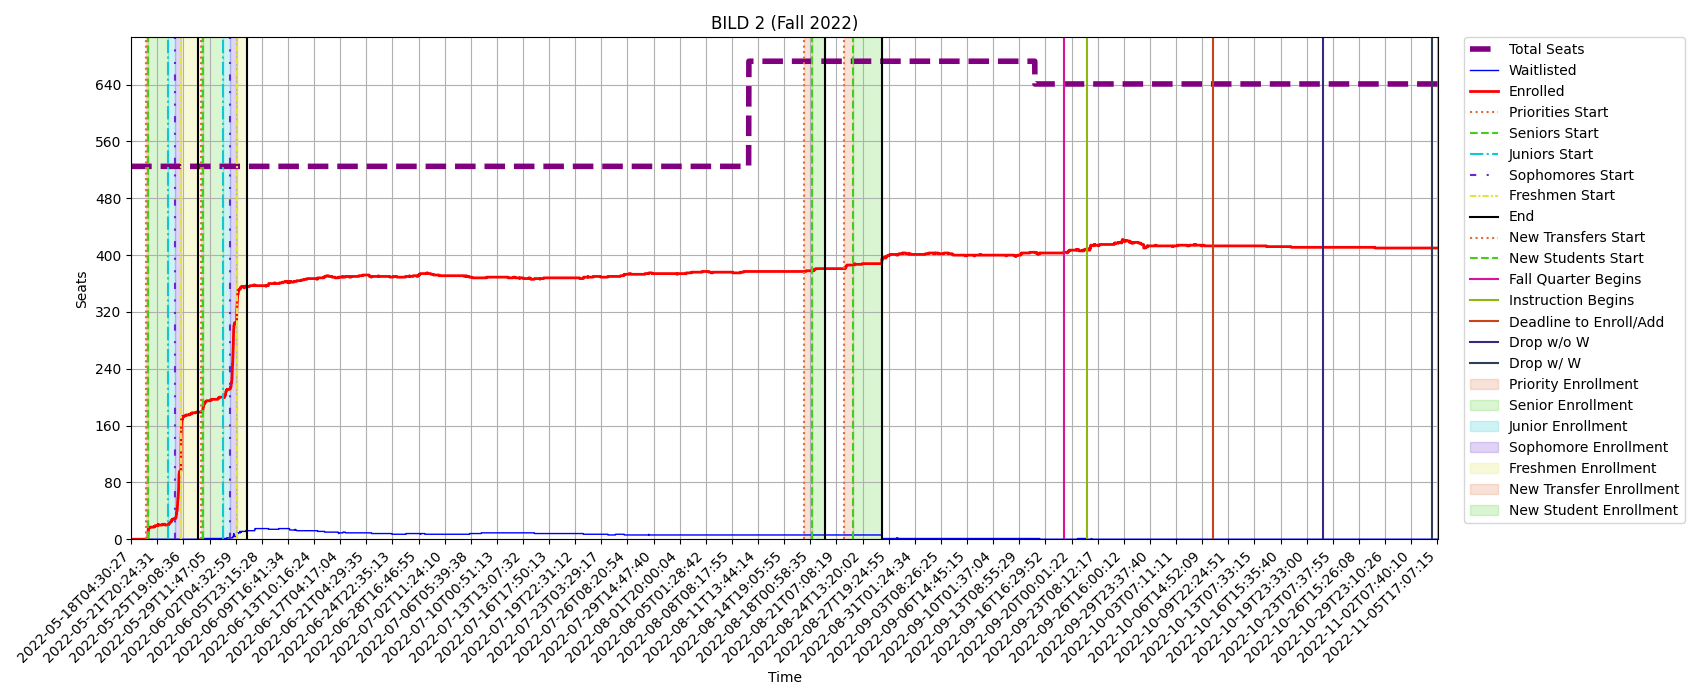 BILD 2 (Fall 2022)
Seats
640
560
480
400
320
240
160
80
0
2022-05-18T04:30:27
2022-05-21T20:24:31
2022-05-25T19:08:36
2022-05-29T11:47:05
2022-06-02T04:32:59
2022-06-05T23:15:28
2022-06-09T16:41:34
2022-06-13T10:16:24
2022-06-17T04:17:04
2022-06-21T04:29:35
2022-06-24T22:35:13
2022-06-28T16:46:55
2022-07-02T11:24:10
2022-07-06T05:39:38
2022-07-10T00:51:13
2022-07-13T13:07:32
2022-07-16T17:50:13
2022-07-19T22:31:12
2022-07-23T03:29:17
2022-07-26T08:20:54
2022-07-29T14:47:40
2022-08-01T20:00:04
2022-08-05T01:28:42
2022-08-08T08:17:55
2022-08-11T13:44:14
2022-08-14T19:05:55
2022-08-18T00:58:35
2022-08-21T07:08:19
2022-08-24T13:20:02
2022-08-27T19:24:55
2022-08-31T01:24:34
2022-09-03T08:26:25
2022-09-06T14:45:15
2022-09-10T01:37:04
2022-09-13T08:55:29
2022-09-16T16:29:52
2022-09-20T00:01:22
2022-09-23T08:12:17
2022-09-26T16:00:12
2022-09-29T23:37:40
2022-10-03T07:11:11
2022-10-06T14:52:09
2022-10-09T22:24:51
2022-10-13T07:33:15
2022-10-16T15:35:40
2022-10-19T23:33:00
2022-10-23T07:37:55
2022-10-26T15:26:08
2022-10-29T23:10:26
2022-11-02T07:40:16
2022-11-05T17:07:15
Time
Total Seats
Waitlisted
Enrolled
Priorities Start
Seniors Start
Juniors Start
Sophomores Start
Freshmen Start
End
New Transfers Start
New Students Start
Fall Quarter Begins
Instruction Begins
Deadline to Enroll/Add
Drop w/o W
Drop w/ W
Priority Enrollment
Senior Enrollment
Junior Enrollment
Sophomore Enrollment
Freshmen Enrollment
New Transfer Enrollment
New Student Enrollment